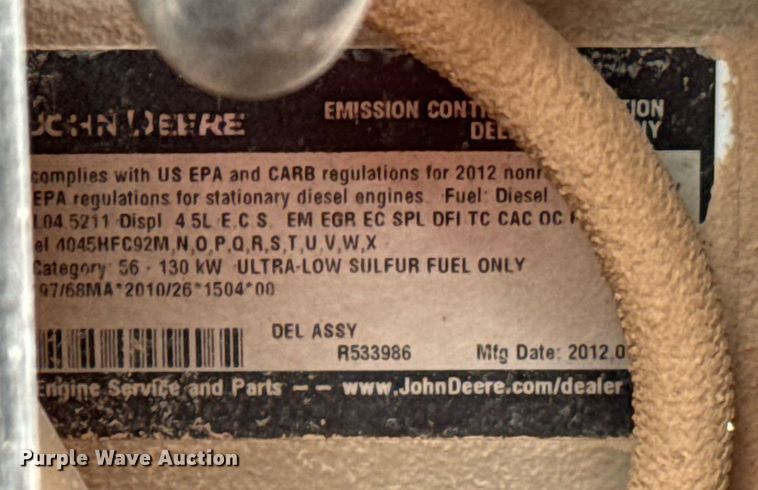 JOHN DEERE
EMISSION CONT
DEL
complies with US EPA and CARB regulations for 2012 nonr
EPA regulations for stationary diesel engines Fuel: Diesel
L04.5211 Displ 4.5L E.C.S. EM EGR EC SPL DFI TC CAC OC
el 4045HFC92M,N,O,P,Q,R,S,T,U,V,W,X
Category: 56 - 130 kW ULTRA-LOW SULFUR FUEL ONLY
97/68MA*2010/26*1504*00
DEL ASSY
R533986 Mfg Date: 2012.0
Engine Service and Parts -- www.JohnDeere.com/dealer
Purple Wave Auction